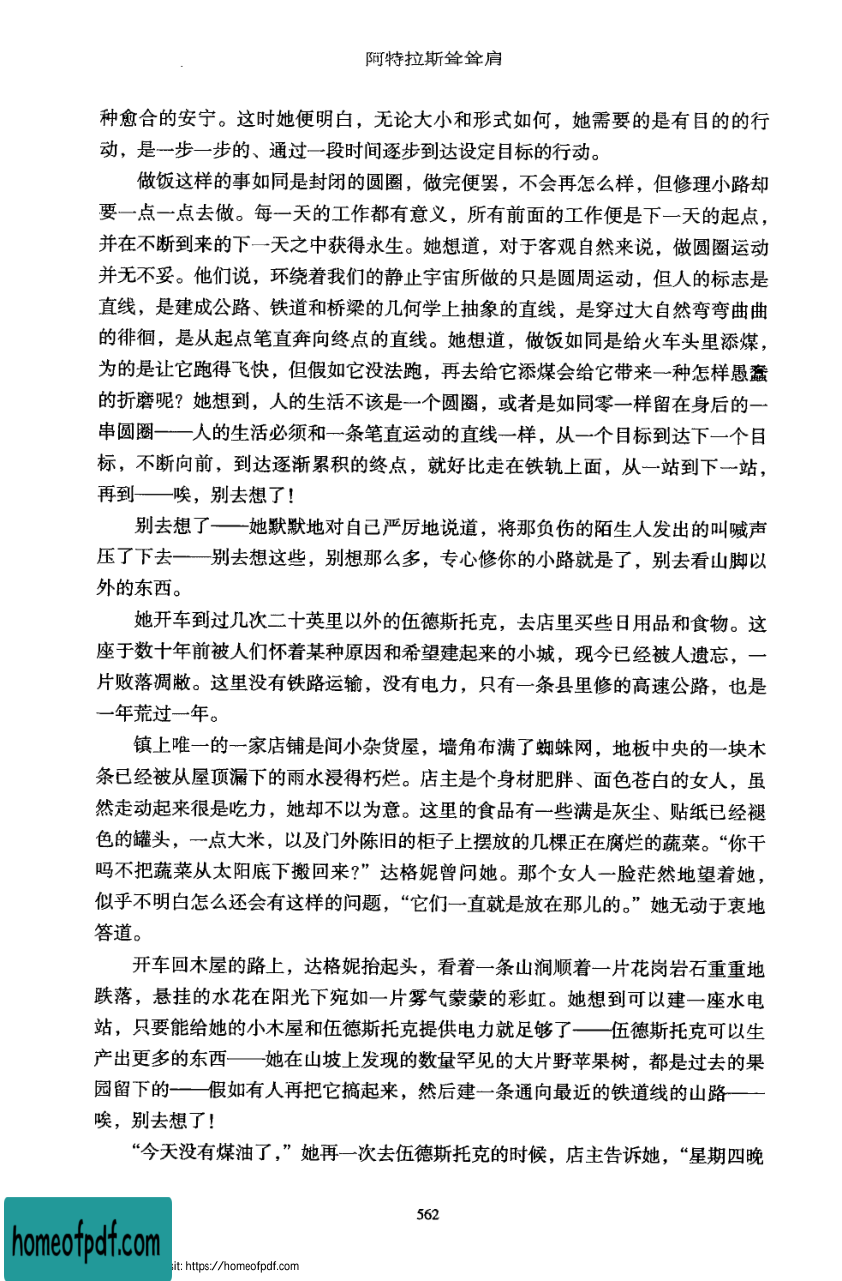 阿特拉斯耸耸肩
种愈合的安宁。这时她便明白，无论大小和形式如何，她需要的是有目的的行
动，是一步一步的、通过一段时间逐步到达设定目标的行动。
做饭这样的事如同是封闭的圆圈，做完便罢，不会再怎么样，但修理小路却
要一点一点去做。每一天的工作都有意义，所有前面的工作便是下一天的起点，
并在不断到来的下一天之中获得永生。她想道，对于客观自然来说，做圆圈运动
并无不妥。他们说，环绕着我们的静止宇宙所做的只是圆周运动，但人的标志是
直线，是建成公路、铁道和桥梁的几何学上抽象的直线，是穿过大自然弯弯曲曲
的徘徊，是从起点笔直奔向终点的直线。她想道，做饭如同是给火车头里添煤，
为的是让它跑得飞快，但假如它没法跑，再去给它添煤会给它带来一种怎样愚蠢
的折磨呢？她想到，人的生活不该是一个圆圈，或者是如同零一样留在身后的一
串圆圈——人的生活必须和一条笔直运动的直线一样，从一个目标到达下一个目
标，不断向前，到达逐渐累积的终点，就好比走在铁轨上面，从一站到下一站，
再到——唉，别去想了！
别去想了——她默默地对自己严厉地说道，将那负伤的陌生人发出的叫喊声
压了下去——别去想这些，别想那么多，专心修你的小路就是了，别去看山脚以
外的东西。
她开车到过几次二十英里以外的伍德斯托克，去店里买些日用品和食物。这
座于数十年前被人们怀着某种原因和希望建起来的小城，现今已经被人遗忘，一
片败落凋敝。这里没有铁路运输，没有电力，只有一条县里修的高速公路，也是
一年荒过一年。
镇上唯一的一家店铺是间小杂货屋，墙角布满了蜘蛛网，地板中央的一块木
条已经被从屋顶漏下的雨水浸得朽烂。店主是个身材肥胖、面色苍白的女人，虽
然走动起来很是吃力，她却不以为意。这里的食品有一些满是灰尘、贴纸已经褪
色的罐头，一点大米，以及门外陈旧的柜子上摆放的几棵正在腐烂的蔬菜。“你干
吗不把蔬菜从太阳底下搬回来?”达格妮曾问她。那个女人一脸茫然地望着她，
似乎不明白怎么还会有这样的问题，“它们一直就是放在那儿的。”她无动于衷地
答道。
开车回木屋的路上，达格妮抬起头，看着一条山涧顺着一片花岗岩石重重地
跌落，悬挂的水花在阳光下宛如一片雾气蒙蒙的彩虹。她想到可以建一座水电
站，只要能给她的小木屋和伍德斯托克提供电力就足够了——伍德斯托克可以生
产出更多的东西——她在山坡上发现的数量罕见的大片野苹果树，都是过去的果
园留下的——假如有人再把它搞起来，然后建一条通向最近的铁道线的山路——
唉，别去想了！
“今天没有煤油了，”她再一次去伍德斯托克的时候，店主告诉她，“星期四晚
562
homeofpdf.com
sit: https://homeofpdf.com